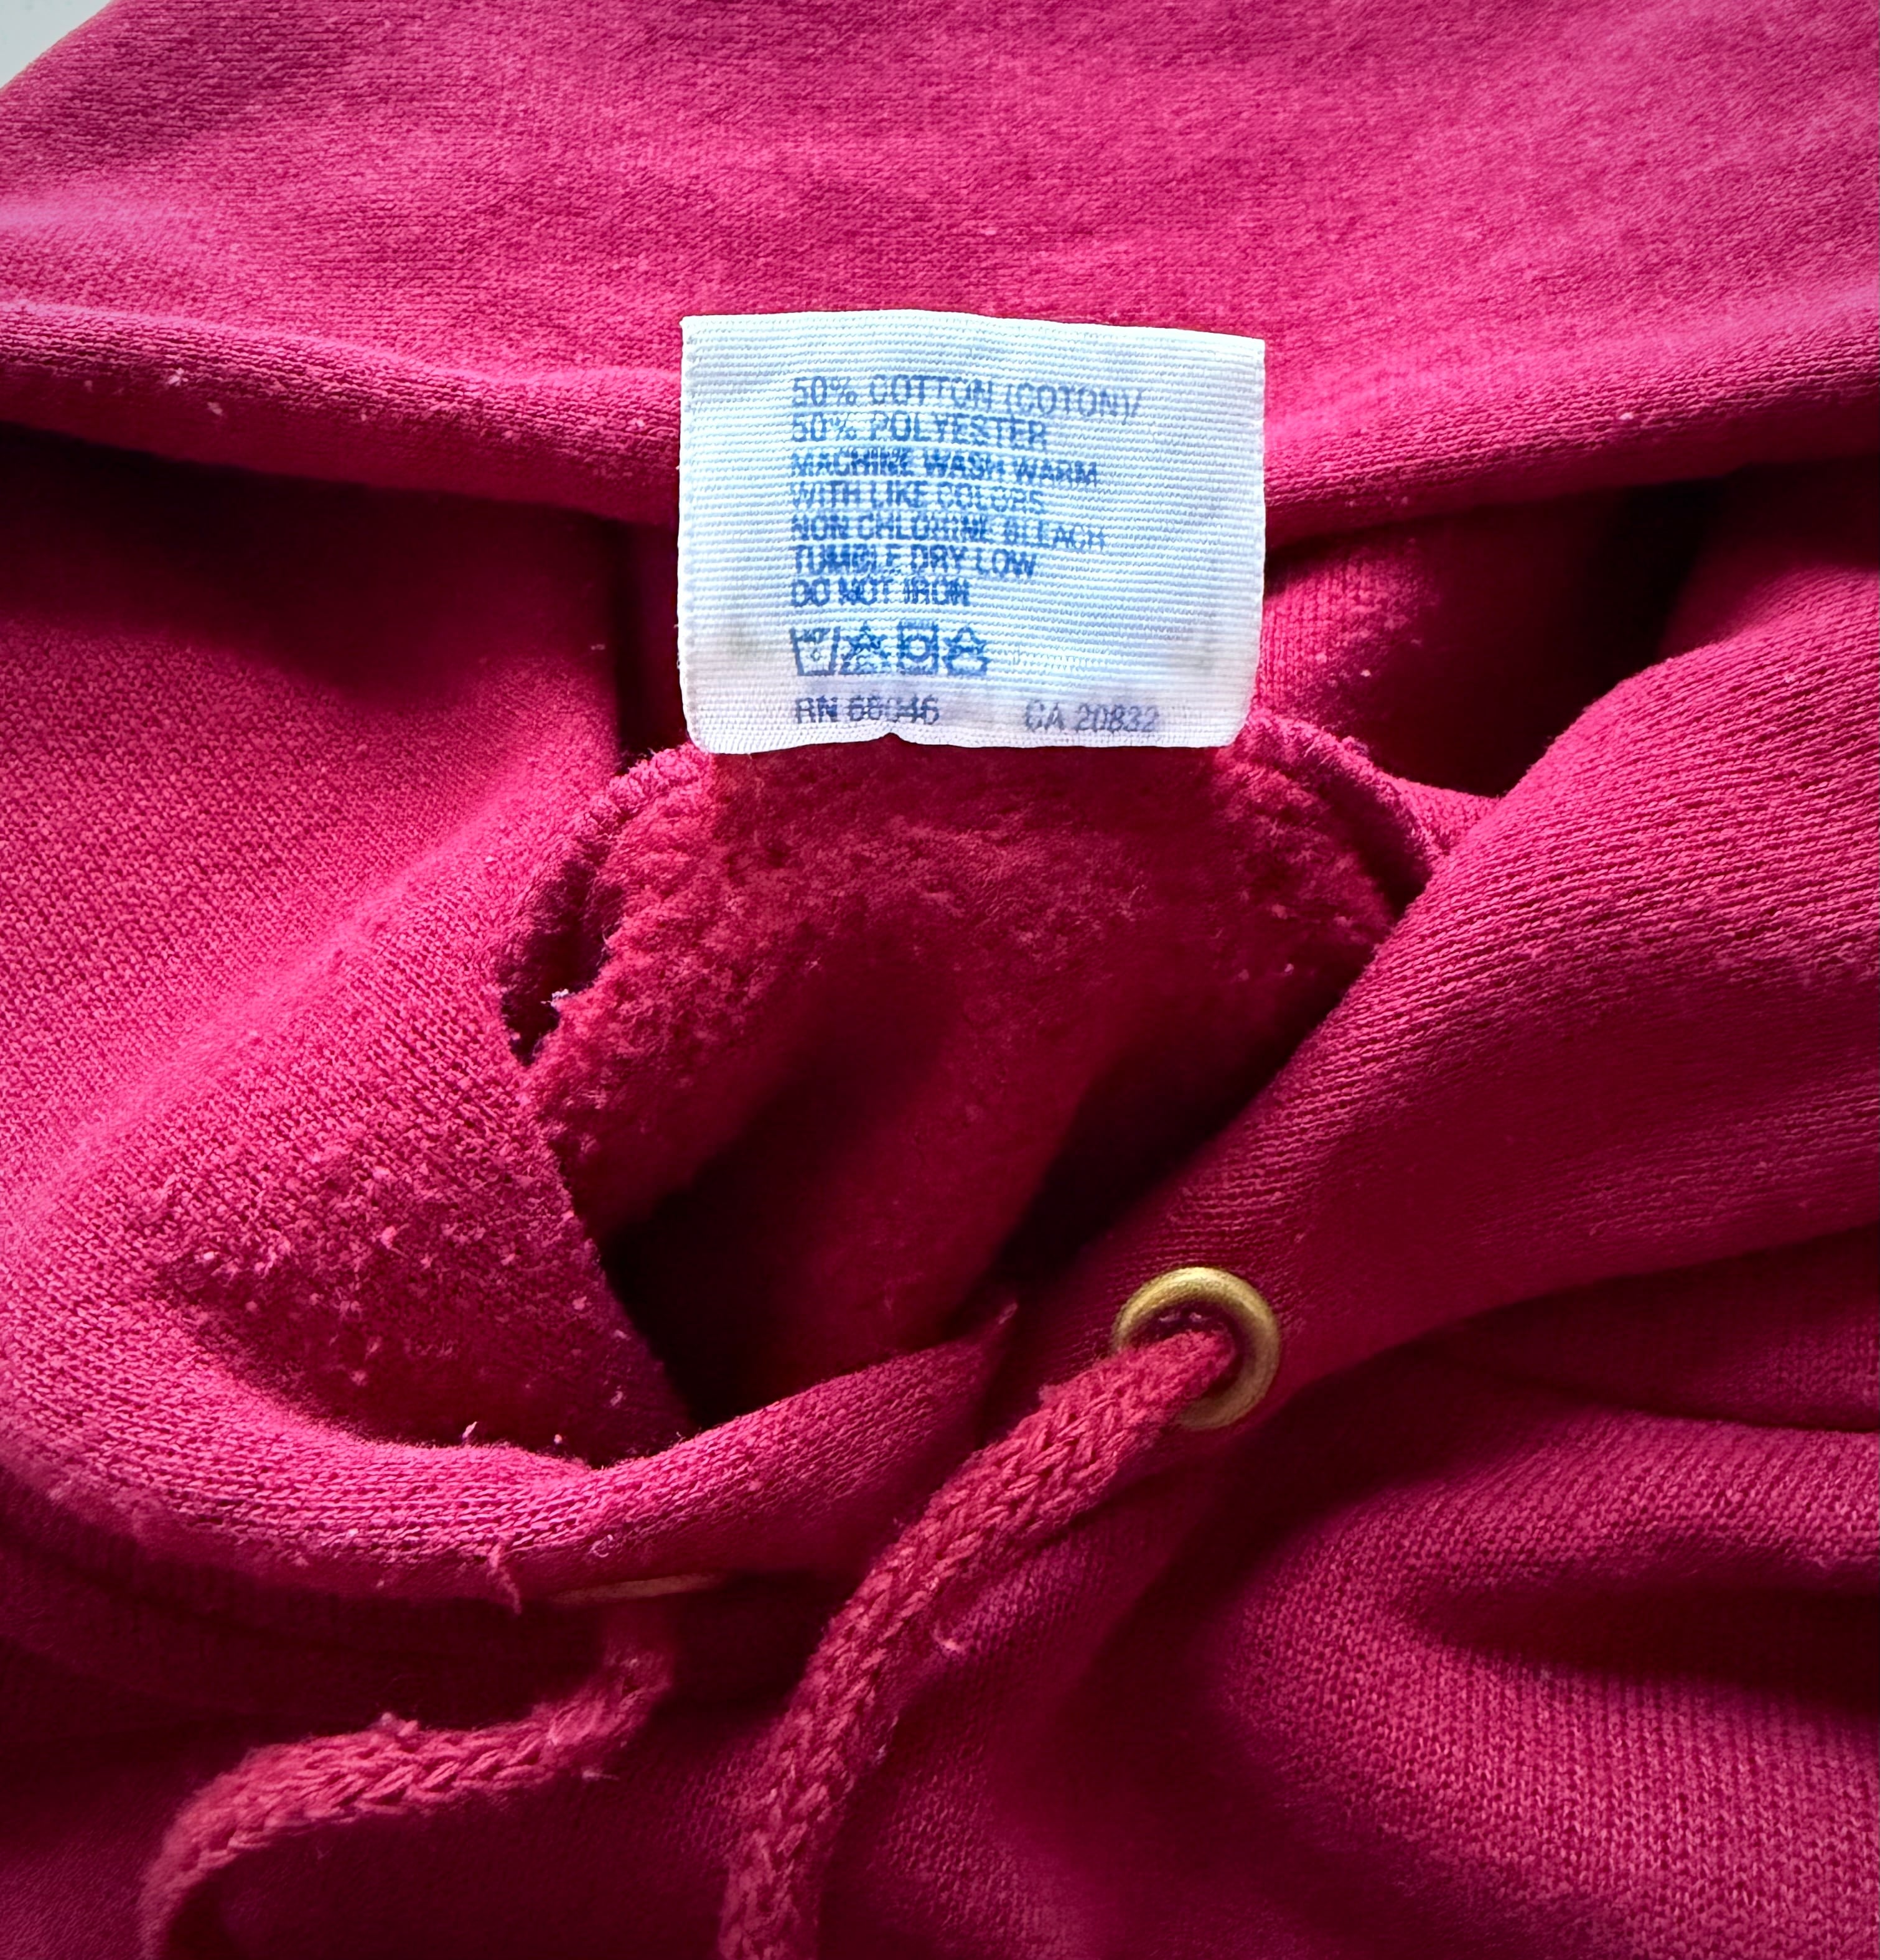 50% COTTON (COTON)/
50% POLYESTER
MACHINE WASH WARM
WITH LIKE COLORS
NON CHLORINE BLEACH
TUMBLE DRY LOW
DO NOT IRON
RN 66046 CA 20832